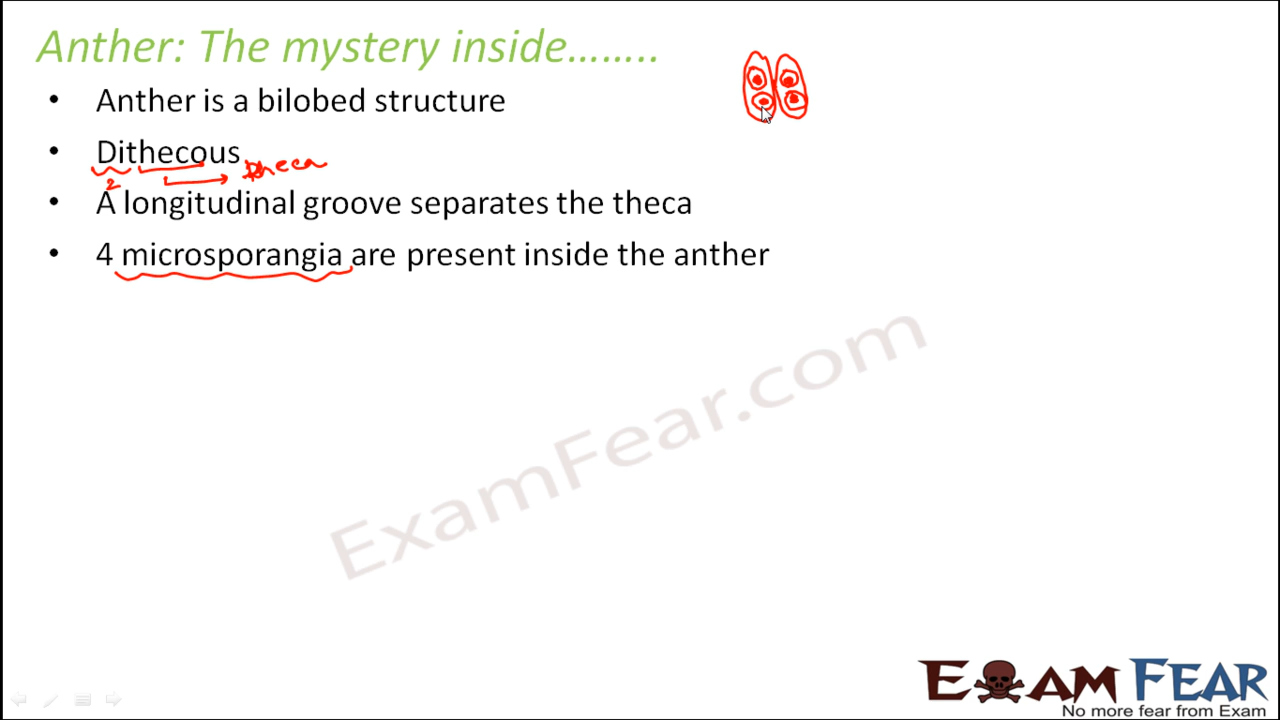 Anther: The mystery inside……..
• Anther is a bilobed structure
• Dithecous
theca
2
• A longitudinal groove separates the theca
• 4 microsporangia are present inside the anther
ExamFear.com
EXAM FEAR
No more fear from Exam